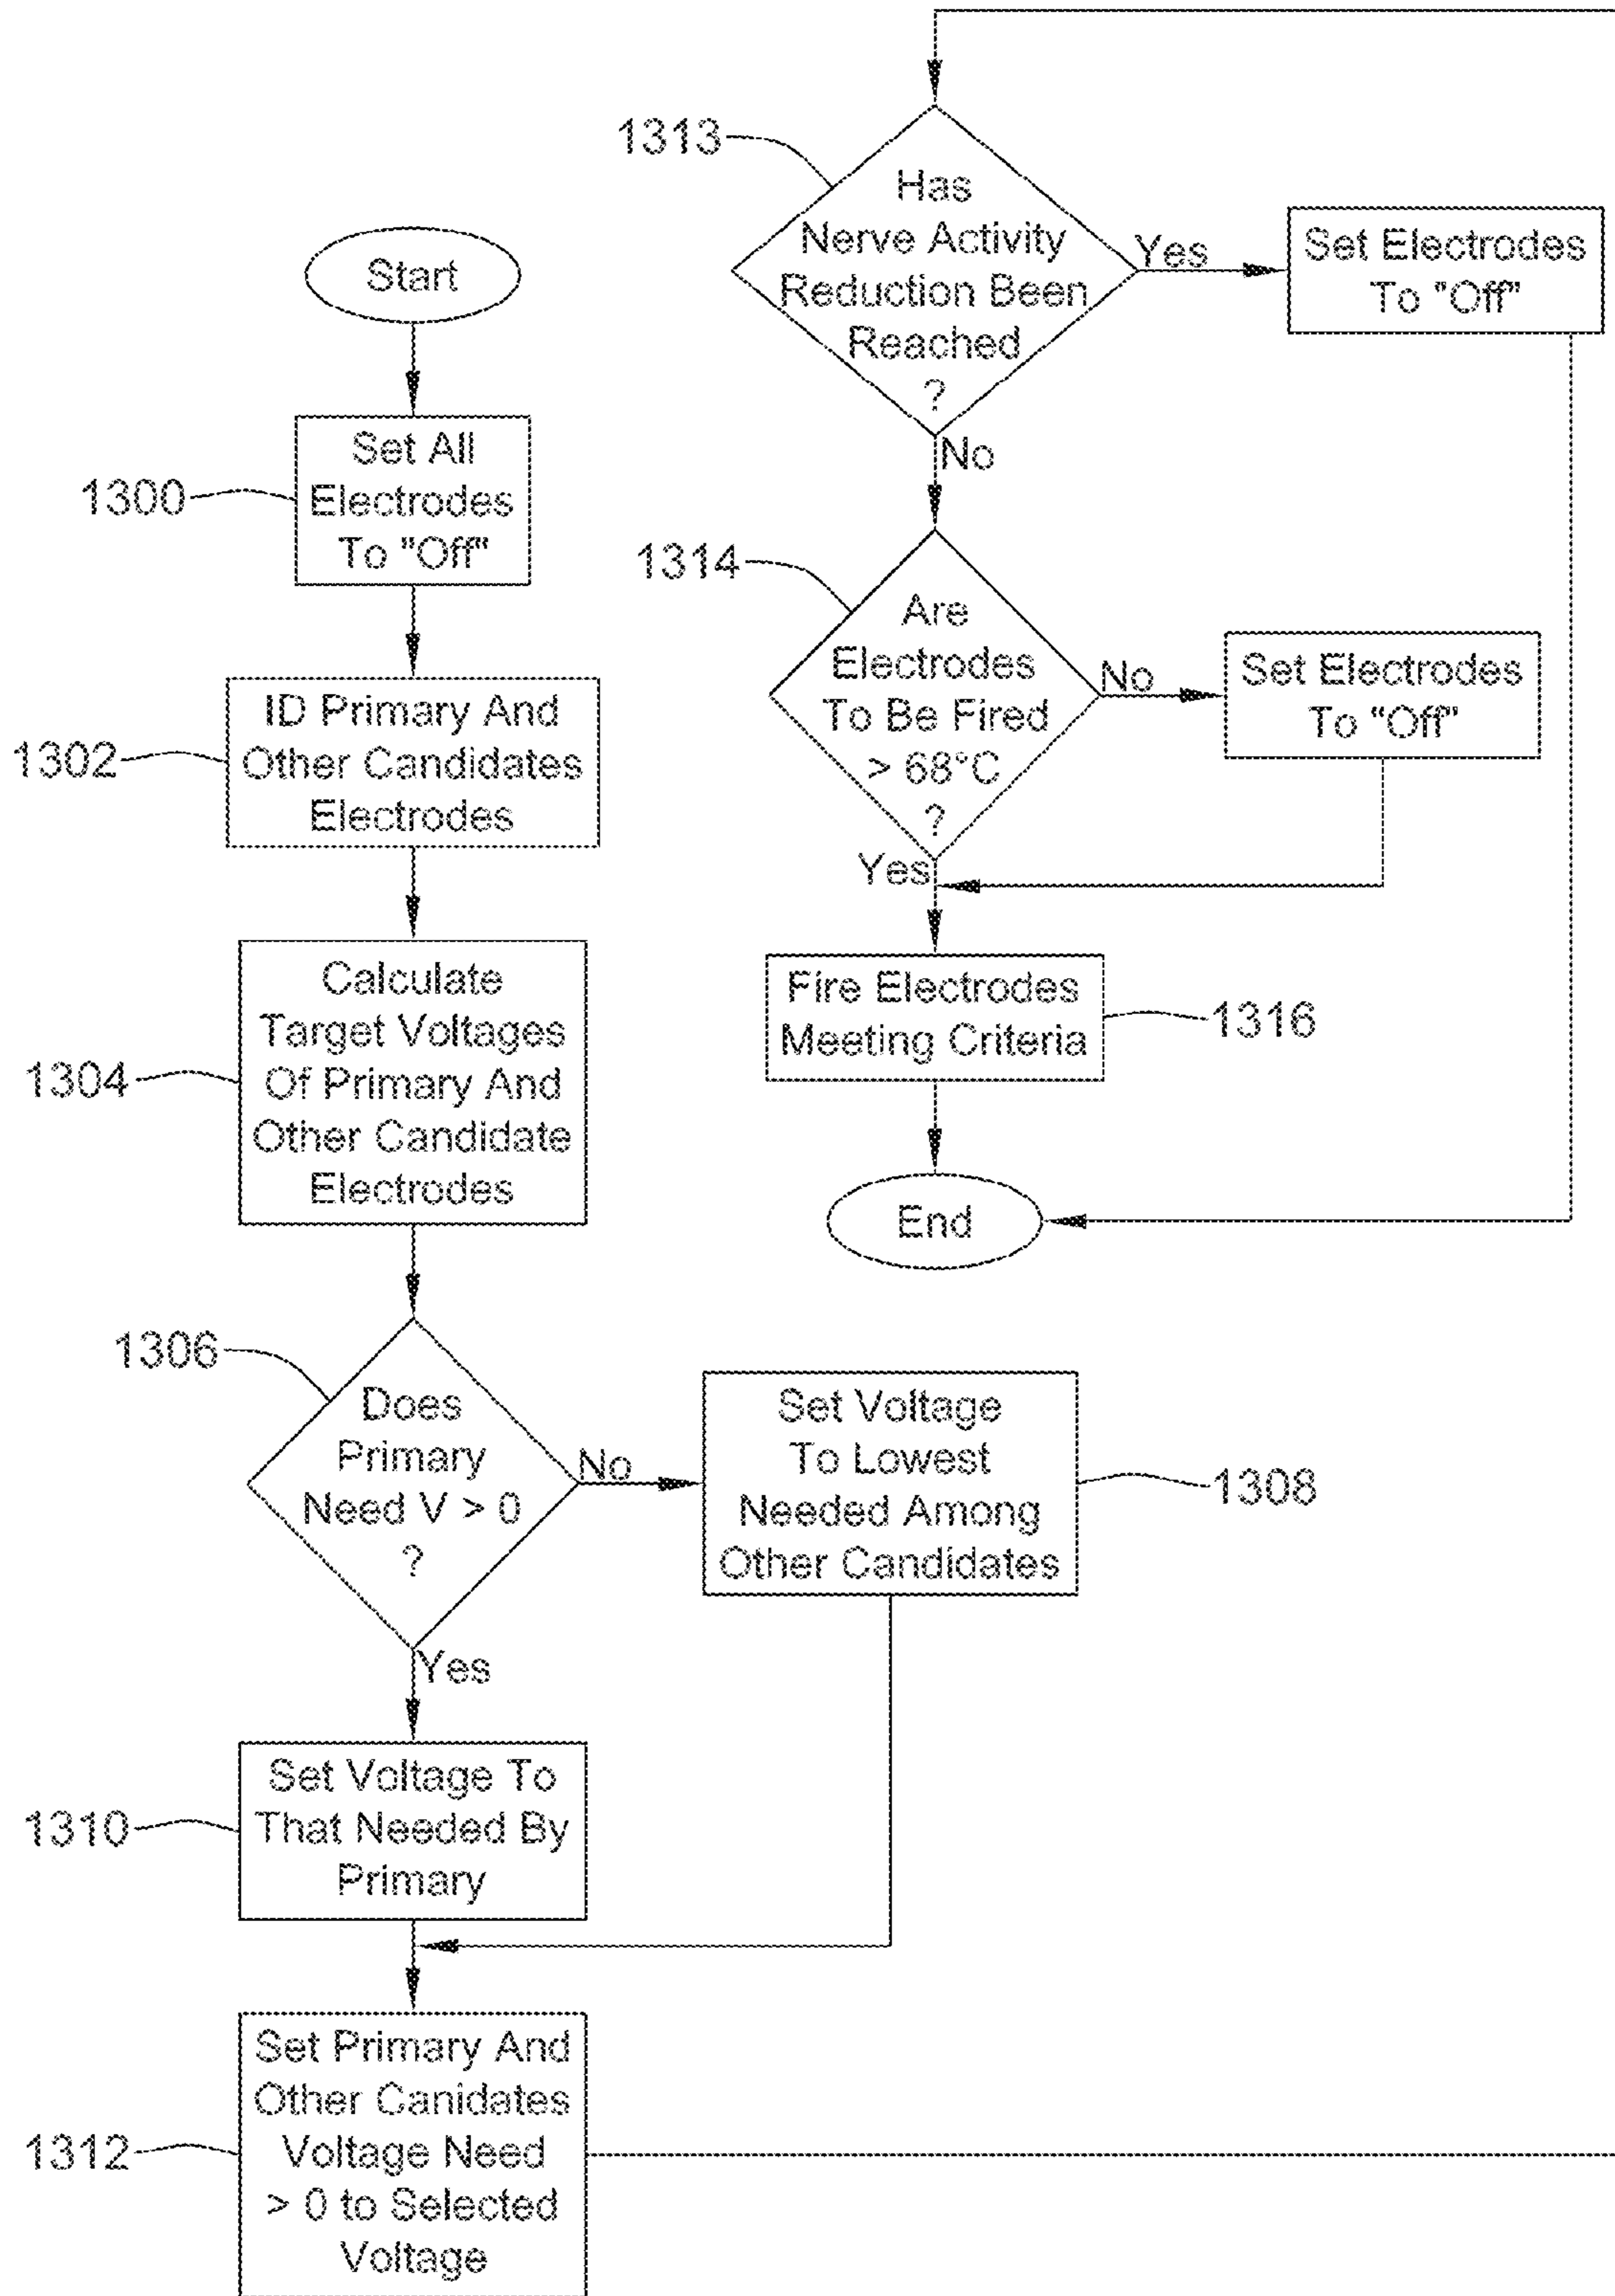 Start
1300
Set All
Electrodes
To "Off"
1302
ID Primary And
Other Candidates
Electrodes
1304
Calculate
Target Voltages
Of Primary And
Other Candidate
Electrodes
1306
Does
Primary
Need V > 0
?
No
Yes
Set Voltage
To Lowest
Needed Among
Other Candidates
1308
1310
Set Voltage To
That Needed By
Primary
1312
Set Primary And
Other Canidates
Voltage Need
> 0 to Selected
Voltage
1313
Has
Nerve Activity
Reduction Been
Reached
?
Yes
Set Electrodes
To "Off"
No
1314
Are
Electrodes
To Be Fired
> 68°C
?
No
Set Electrodes
To "Off"
Yes
Fire Electrodes
Meeting Criteria
1316
End